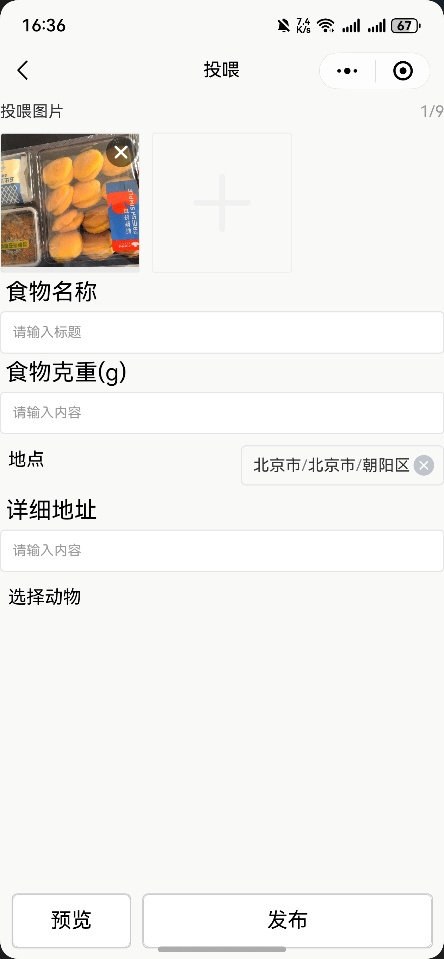 16:36
7.4
K/s
67
投喂
投喂图片
1/9
食物名称
请输入标题
食物克重(g)
请输入内容
地点
北京市/北京市/朝阳区
详细地址
请输入内容
选择动物
预览
发布